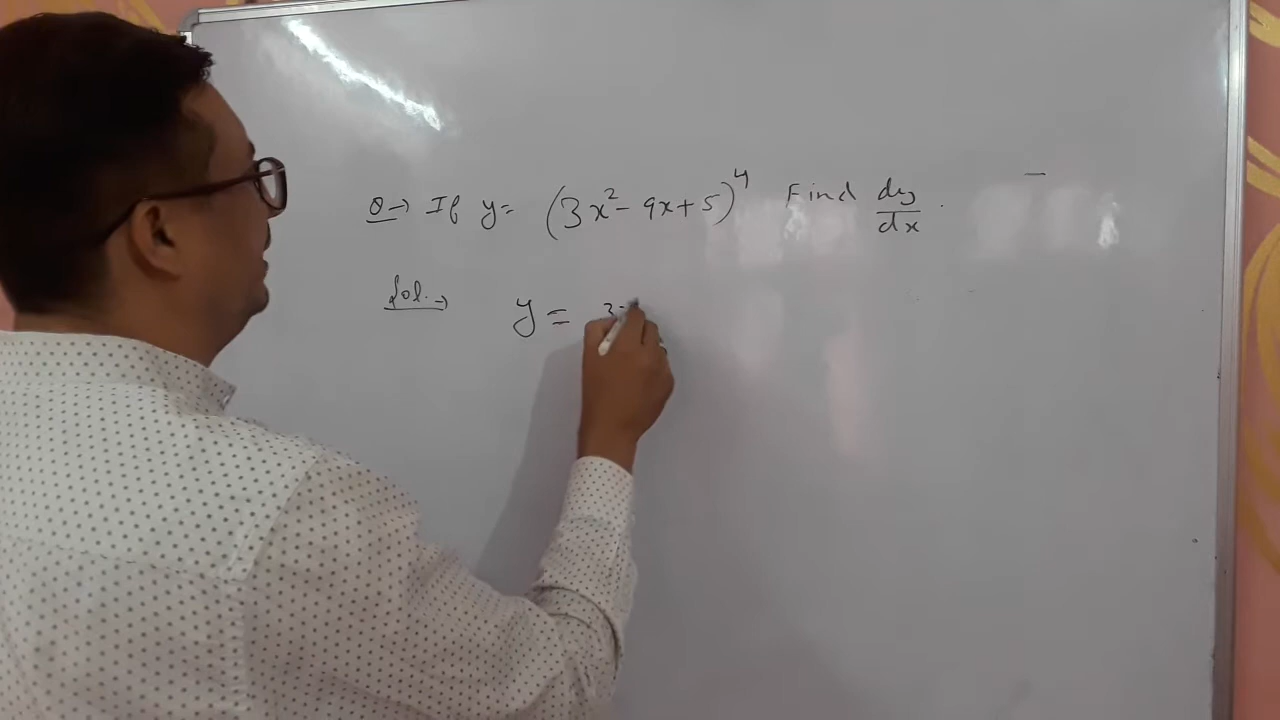 Q→ If y= (3x²-9x+5)⁴ Find dy/dx.
Sol.→ y= 3